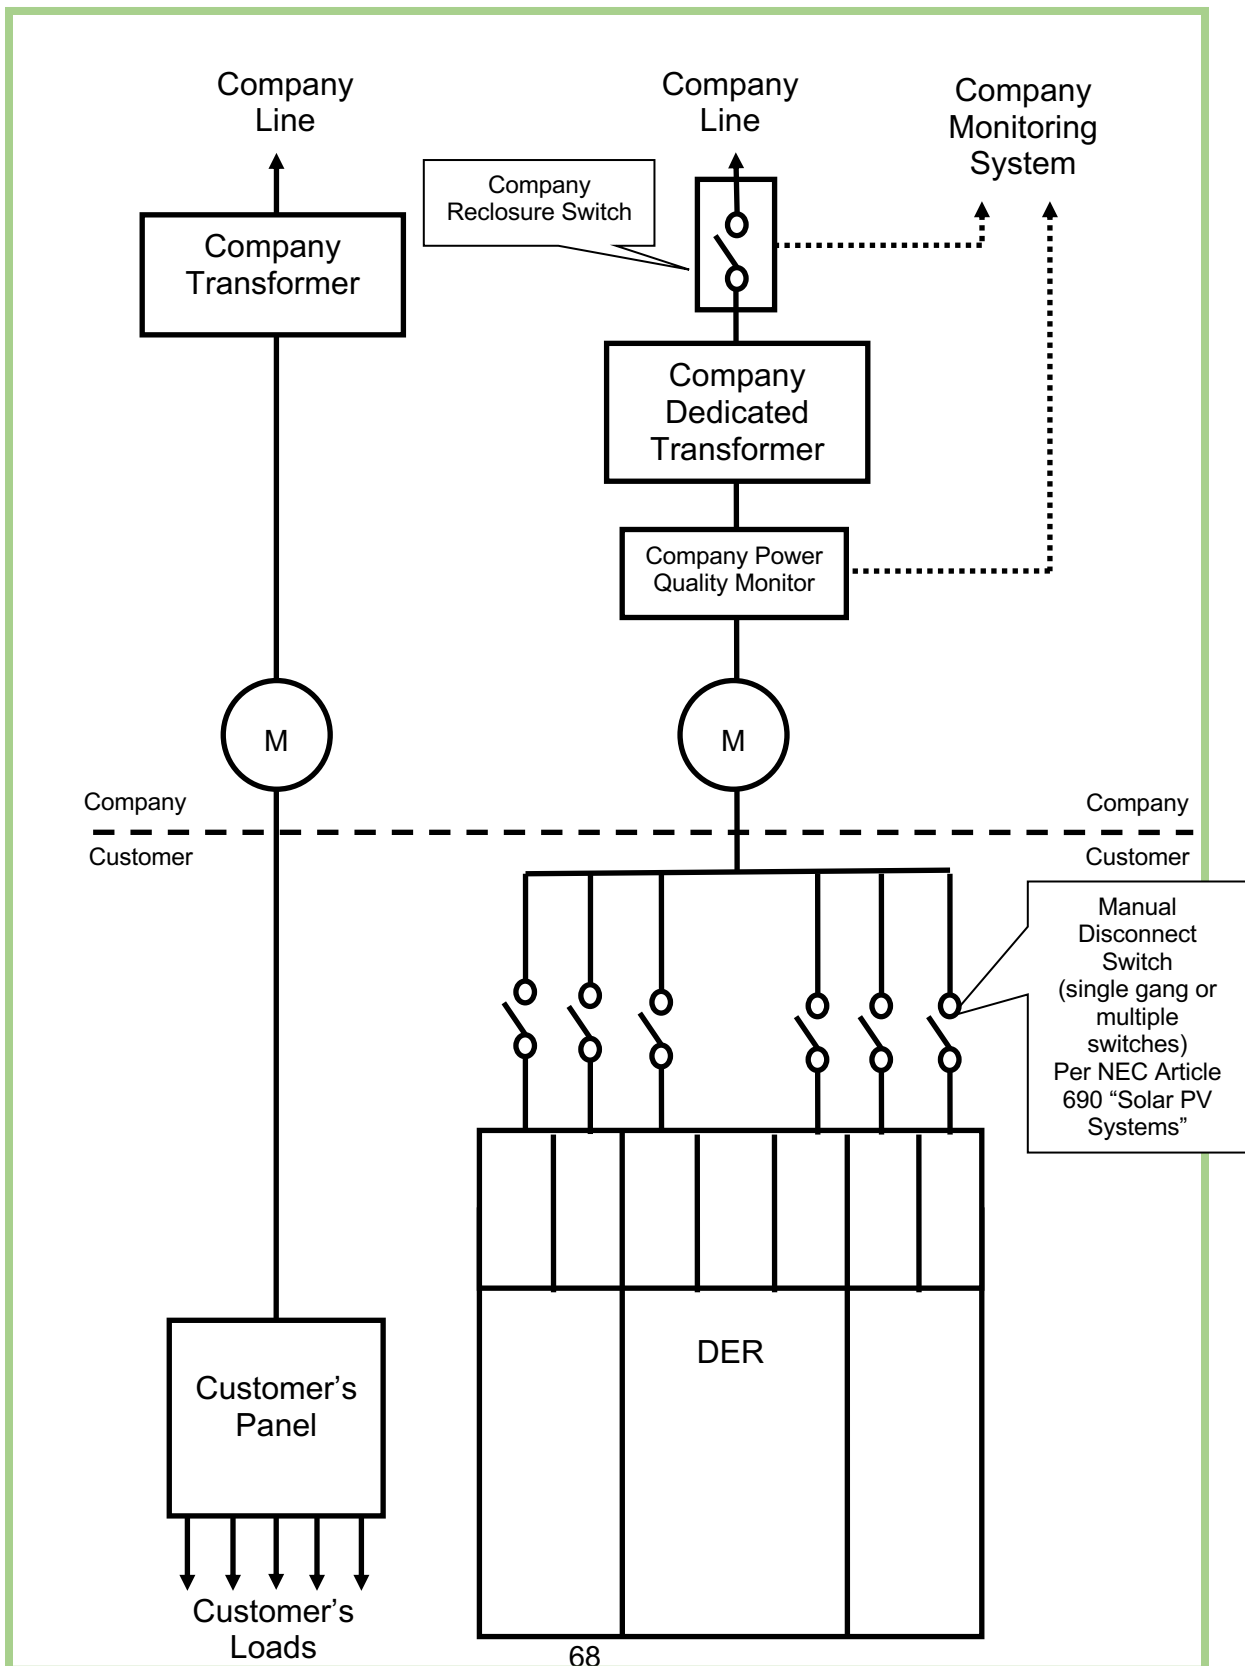 Company
Line
Company
Line
Company
Monitoring
System
Company
Reclosure Switch
Company
Transformer
Company
Dedicated
Transformer
Company Power
Quality Monitor
M
M
Company
Company
Customer
Customer
Manual
Disconnect
Switch
(single gang or
multiple
switches)
Per NEC Article
690 “Solar PV
Systems”
DER
Customer’s
Panel
Customer’s
Loads
68